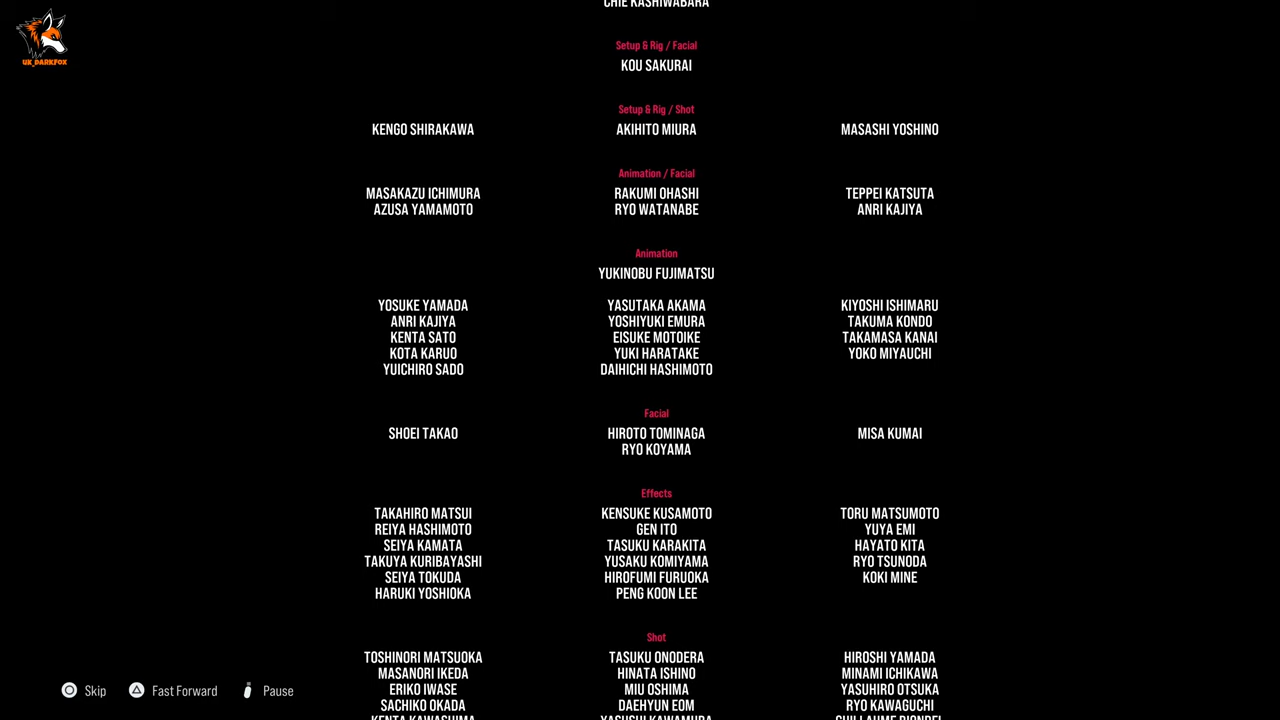 CHIE KASHIWABARA
UK_DARKFOX
Setup & Rig / Facial
KOU SAKURAI
Setup & Rig / Shot
KENGO SHIRAKAWA AKIHITO MIURA MASASHI YOSHINO
Animation / Facial
MASAKAZU ICHIMURA RAKUMI OHASHI TEPPEI KATSUTA
AZUSA YAMAMOTO RYO WATANABE ANRI KAJIYA
Animation
YUKINOBU FUJIMATSU
YOSUKE YAMADA YASUTAKA AKAMA KIYOSHI ISHIMARU
ANRI KAJIYA YOSHIYUKI EMURA TAKUMA KONDO
KENTA SATO EISUKE MOTOIKE TAKAMASA KANAI
KOTA KARUO YUKI HARATAKE YOKO MIYAUCHI
YUICHIRO SADO DAIHICHI HASHIMOTO
Facial
SHOEI TAKAO HIROTO TOMINAGA MISA KUMAI
RYO KOYAMA
Effects
TAKAHIRO MATSUI KENSUKE KUSAMOTO TORU MATSUMOTO
REIYA HASHIMOTO GEN ITO YUYA EMI
SEIYA KAMATA TASUKU KARAKITA HAYATO KITA
TAKUYA KURIBAYASHI YUSAKU KOMIYAMA RYO TSUNODA
SEIYA TOKUDA HIROFUMI FURUOKA KOKI MINE
HARUKI YOSHIOKA PENG KOON LEE
Shot
TOSHINORI MATSUOKA TASUKU ONODERA HIROSHI YAMADA
MASANORI IKEDA HINATA ISHINO MINAMI ICHIKAWA
ERIKO IWASE MIU OSHIMA YASUHIRO OTSUKA
SACHIKO OKADA DAEHYUN EOM RYO KAWAGUCHI
KENTA KAWASHIMA YASUSHI KAWAMURA GUILLAUME
Skip Fast Forward Pause